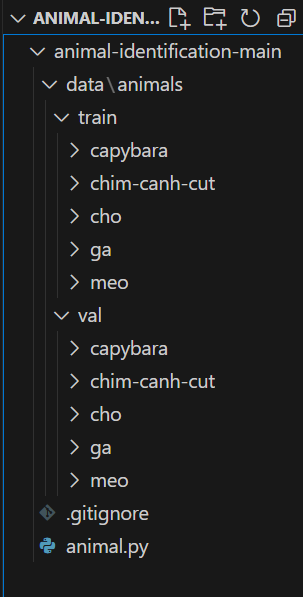 ANIMAL-IDEN...
animal-identification-main
data\animals
train
capybara
chim-canh-cut
cho
ga
meo
val
capybara
chim-canh-cut
cho
ga
meo
.gitignore
animal.py